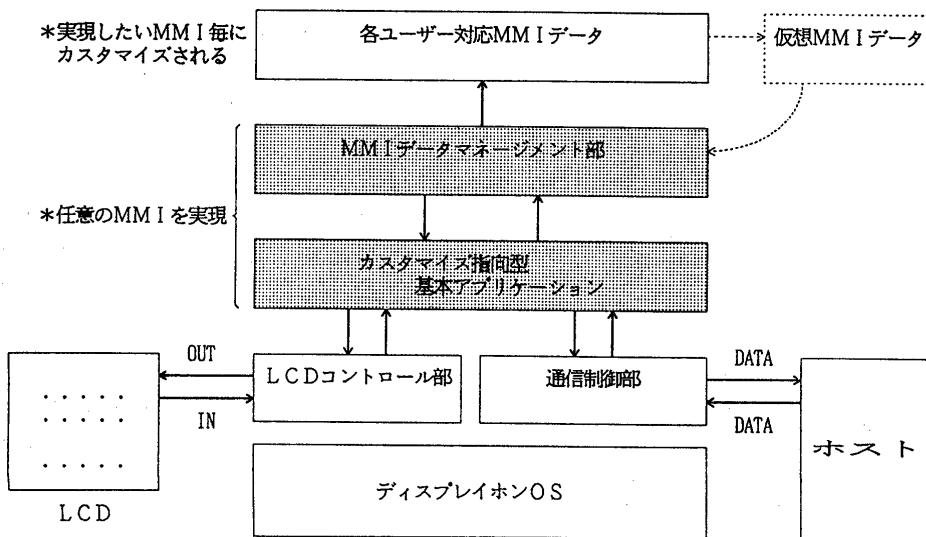 ＊実現したいＭＭＩ毎に
カスタマイズされる
各ユーザー対応ＭＭＩデータ
仮想ＭＭＩデータ
ＭＭＩデータマネージメント部
＊任意のＭＭＩを実現
カスタマイズ指向型
基本アプリケーション
OUT
IN
ＬＣＤコントロール部
通信制御部
DATA
DATA
ホスト
ＬＣＤ
ディスプレイホンＯＳ